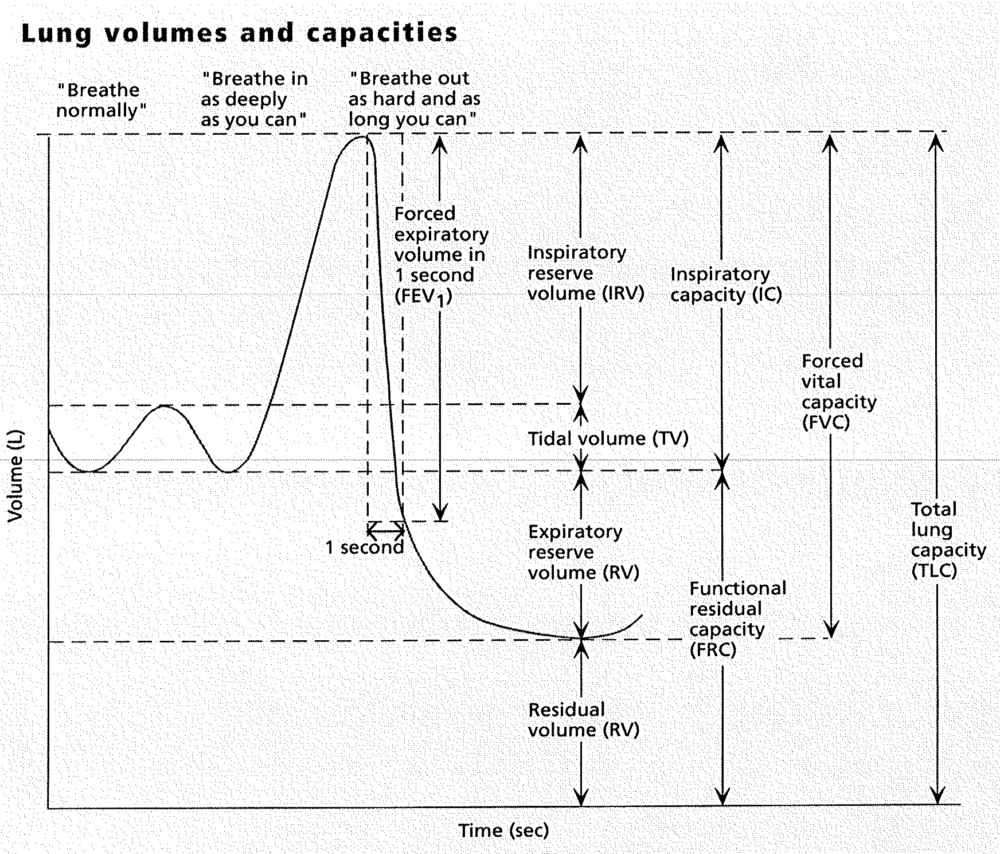 Lung volumes and capacities
"Breathe
normally"
"Breathe in
as deeply
as you can"
"Breathe out
as hard and as
long you can"
Forced
expiratory
volume in
1 second
(FEV1)
Inspiratory
reserve
volume (IRV)
Inspiratory
capacity (IC)
Forced
vital
capacity
(FVC)
Tidal volume (TV)
Volume (L)
1 second
Expiratory
reserve
volume (RV)
Total
lung
capacity
(TLC)
Functional
residual
capacity
(FRC)
Residual
volume (RV)
Time (sec)